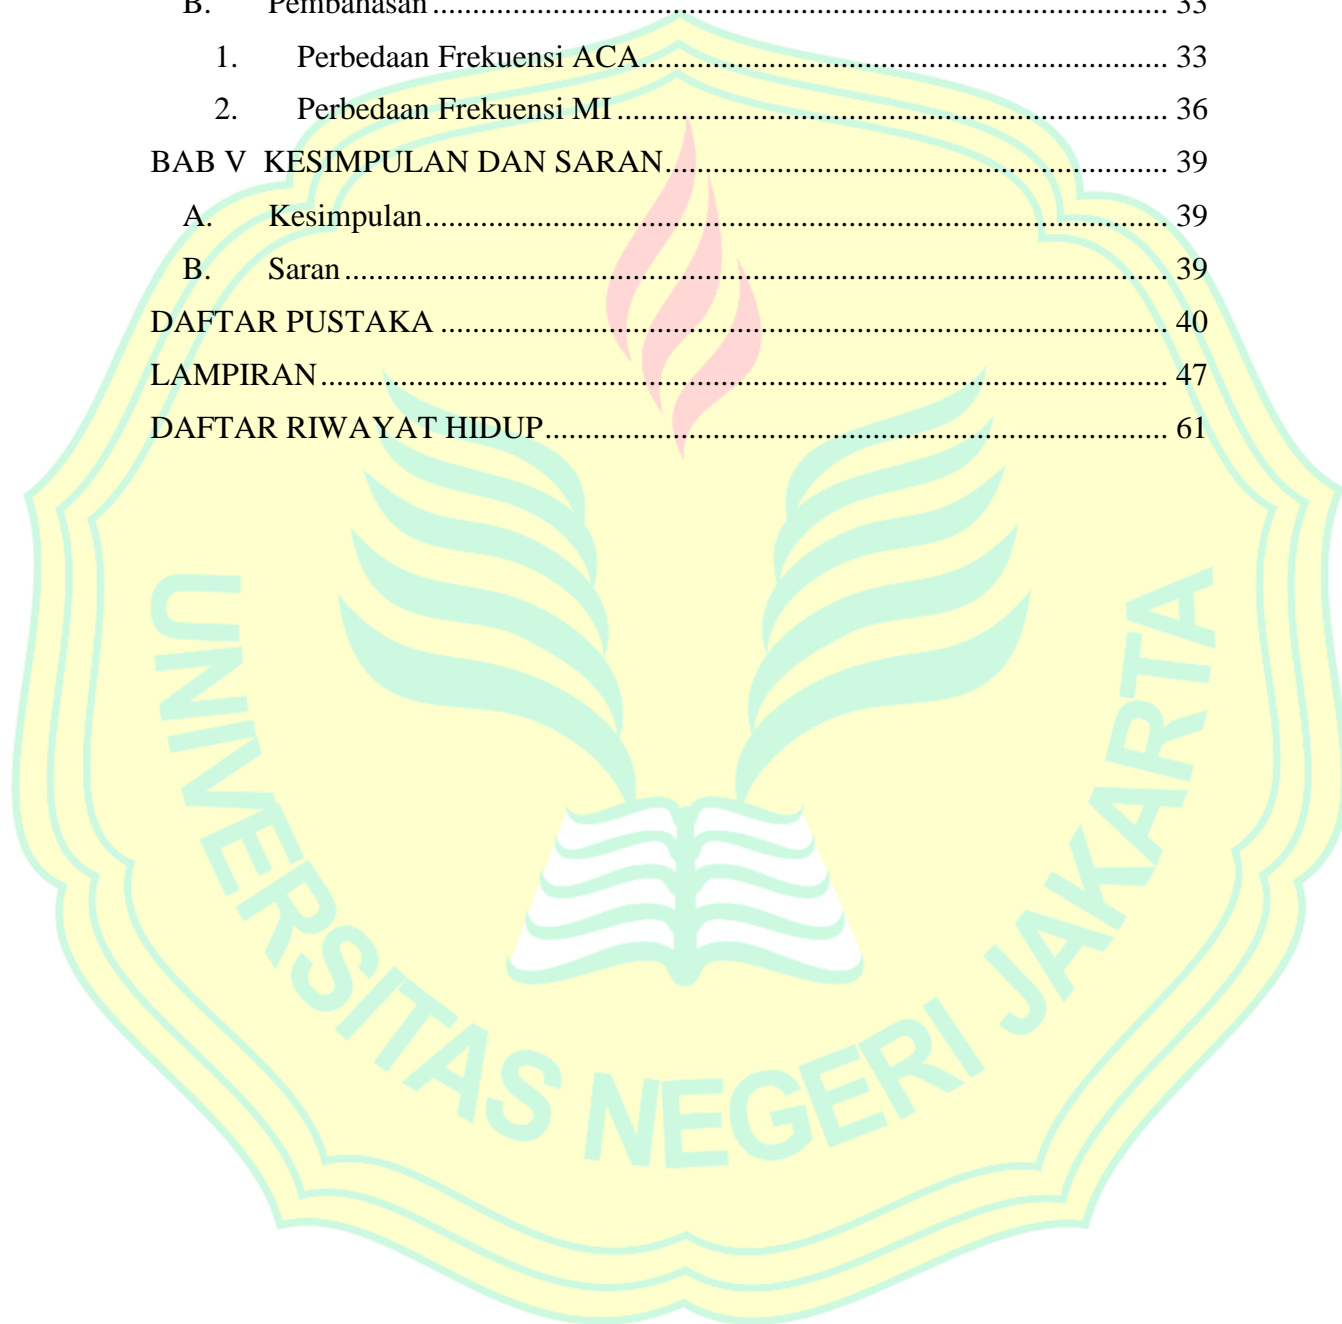 B. Pembahasan.............................................................................................. 33
1. Perbedaan Frekuensi ACA................................................................... 33
2. Perbedaan Frekuensi MI...................................................................... 36
BAB V KESIMPULAN DAN SARAN................................................................ 39
A. Kesimpulan............................................................................................... 39
B. Saran......................................................................................................... 39
DAFTAR PUSTAKA............................................................................................ 40
LAMPIRAN........................................................................................................... 47
DAFTAR RIWAYAT HIDUP............................................................................... 61
UNIVERSITAS NEGERI JAKARTA